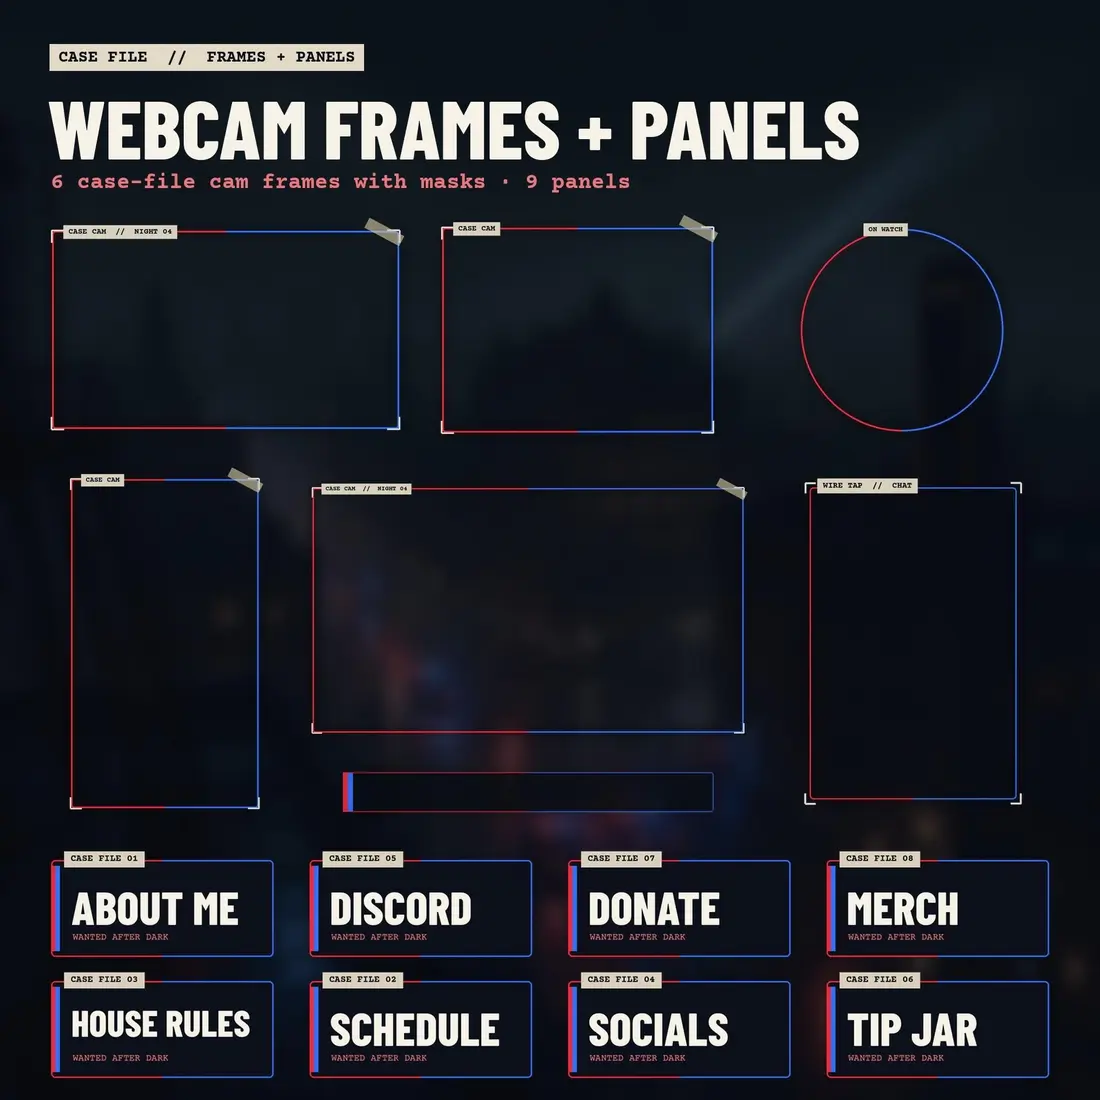 CASE FILE // FRAMES + PANELS
WEBCAM FRAMES + PANELS
6 case-file cam frames with masks · 9 panels
CASE CAM // NIGHT 04
CASE CAM
ON WATCH
CASE CAM
CASE CAM // NIGHT 04
WIRE TAP // CHAT
CASE FILE 01
ABOUT ME
WANTED AFTER DARK
CASE FILE 05
DISCORD
WANTED AFTER DARK
CASE FILE 07
DONATE
WANTED AFTER DARK
CASE FILE 08
MERCH
WANTED AFTER DARK
CASE FILE 03
HOUSE RULES
WANTED AFTER DARK
CASE FILE 02
SCHEDULE
WANTED AFTER DARK
CASE FILE 04
SOCIALS
WANTED AFTER DARK
CASE FILE 06
TIP JAR
WANTED AFTER DARK